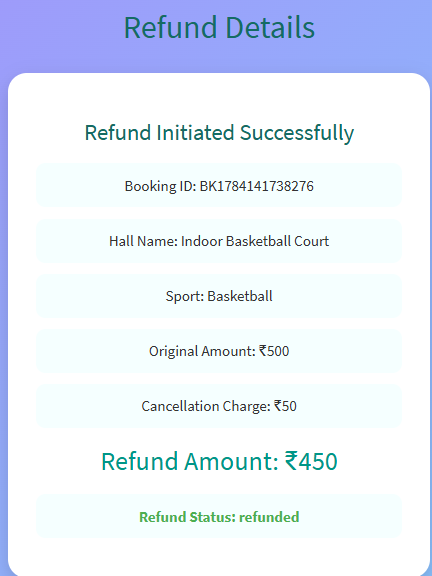 Refund Details
Refund Initiated Successfully
Booking ID: BK1784141738276
Hall Name: Indoor Basketball Court
Sport: Basketball
Original Amount: ₹500
Cancellation Charge: ₹50
Refund Amount: ₹450
Refund Status: refunded